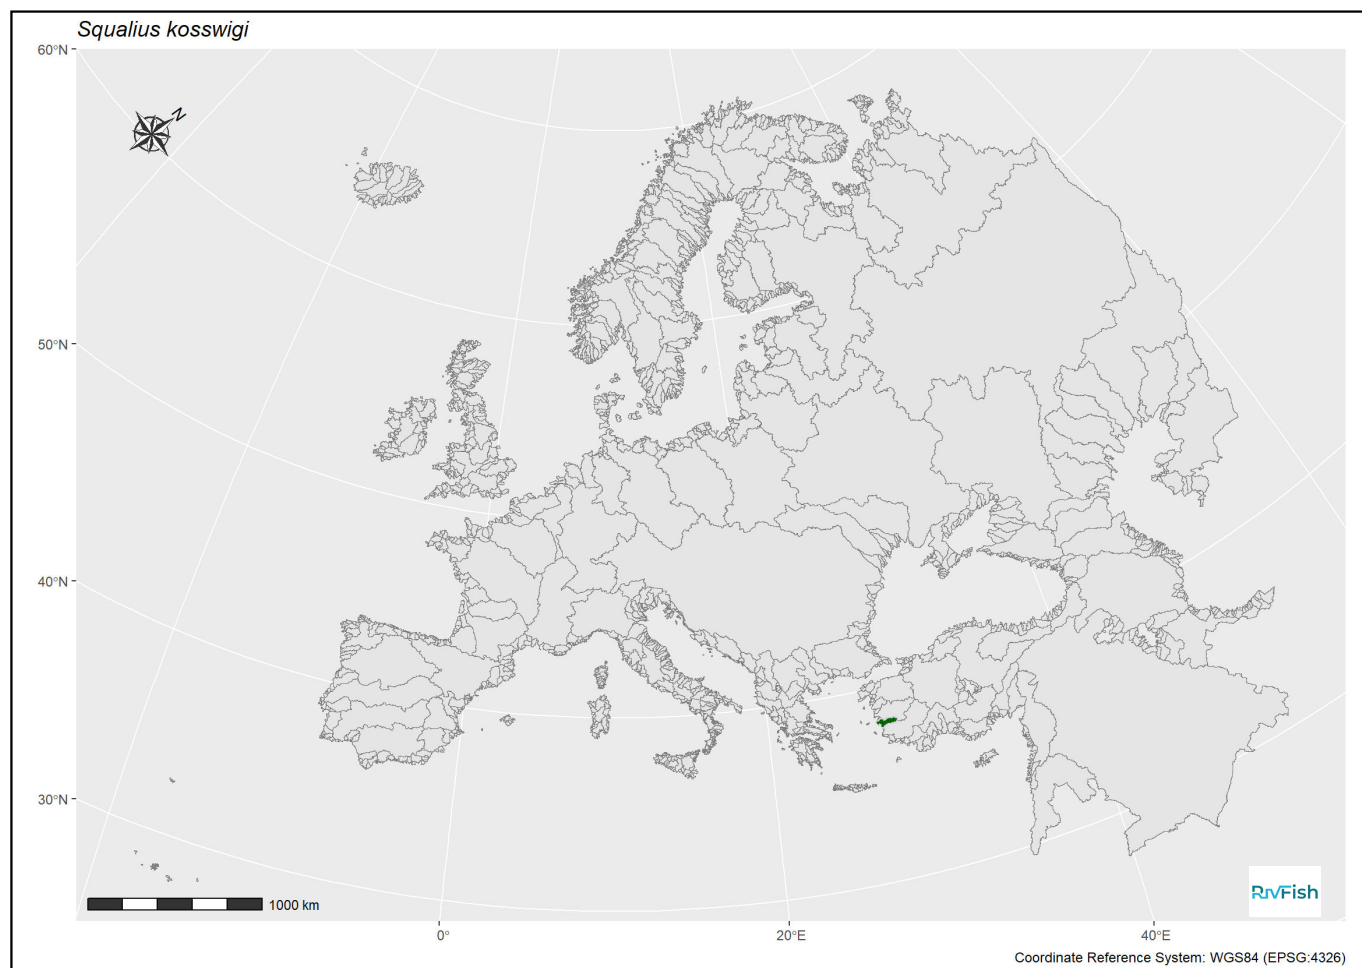 Squalius kosswigi
60°N
N
50°N
40°N
30°N
1000 km
RivFish
0°
20°E
40°E
Coordinate Reference System: WGS84 (EPSG:4326)